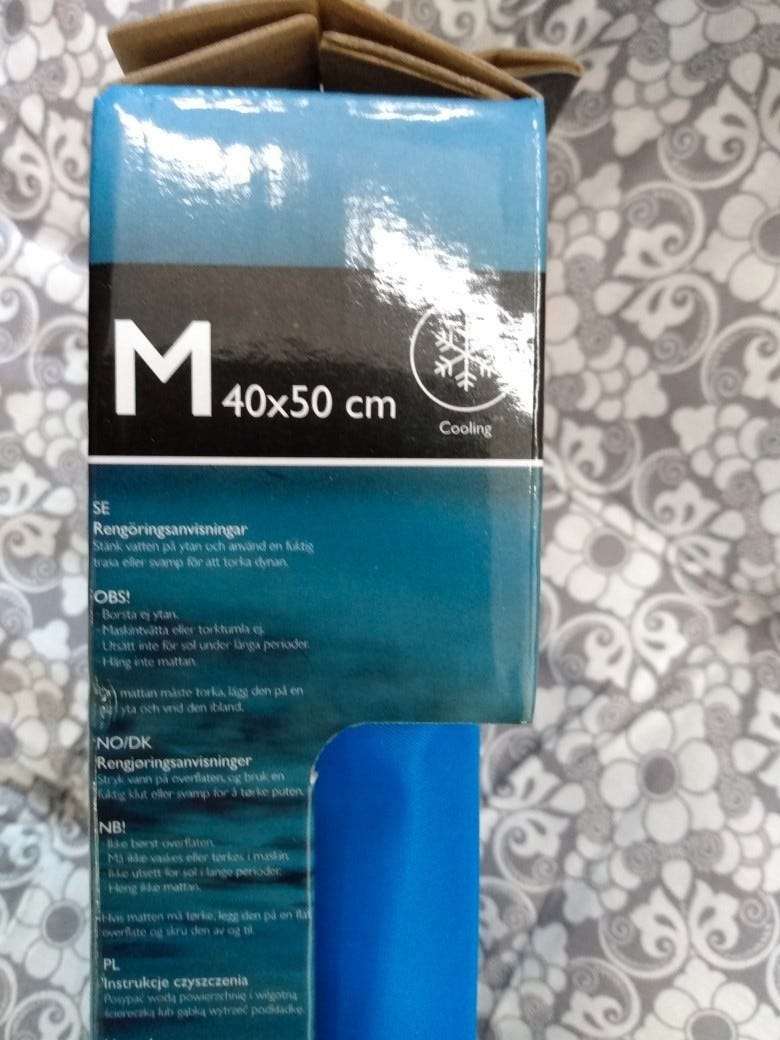 M 40x50 cm
Cooling
SE
Rengöringsanvisningar
Stänk vatten på ytan och använd en fuktig
trasa eller svamp för att torka dynan.
OBS!
- Borsta ej ytan.
- Maskintvätta eller torktumla ej.
- Utsätt inte för sol under långa perioder.
- Häng inte mattan.
mattan måste torka, lägg den på en
yta och vrid den ibland.
NO/DK
Rengjøringsanvisninger
Stryk vann på overflaten, og bruk en
fuktig klut eller svamp for å tørke puten.
NB!
- Ikke børst overflaten.
- Må ikke vaskes eller tørkes i maskin.
- Ikke utsett for sol i lange perioder.
- Heng ikke mattan.
Hvis matten må tørke, legg den på en flat
overflate og skru den av og til.
PL
Instrukcje czyszczenia
Posypać wodą powierzchnię i wilgotną
ściereczką lub gąbką wytrzeć podkładkę.